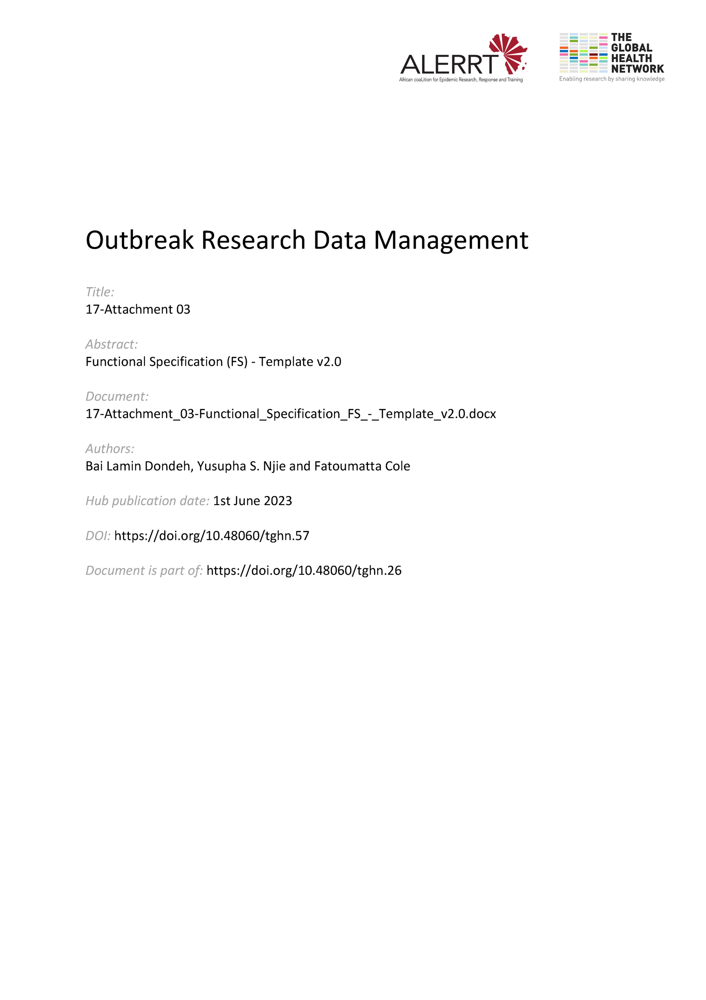 ALERRT
African coaLition for Epidemic Research, Response and Training
THE
GLOBAL
HEALTH
NETWORK
Enabling research by sharing knowledge
Outbreak Research Data Management
Title:
17-Attachment 03
Abstract:
Functional Specification (FS) - Template v2.0
Document:
17-Attachment_03-Functional_Specification_FS_-_Template_v2.0.docx
Authors:
Bai Lamin Dondeh, Yusupha S. Njie and Fatoumatta Cole
Hub publication date: 1st June 2023
DOI: https://doi.org/10.48060/tghn.57
Document is part of: https://doi.org/10.48060/tghn.26